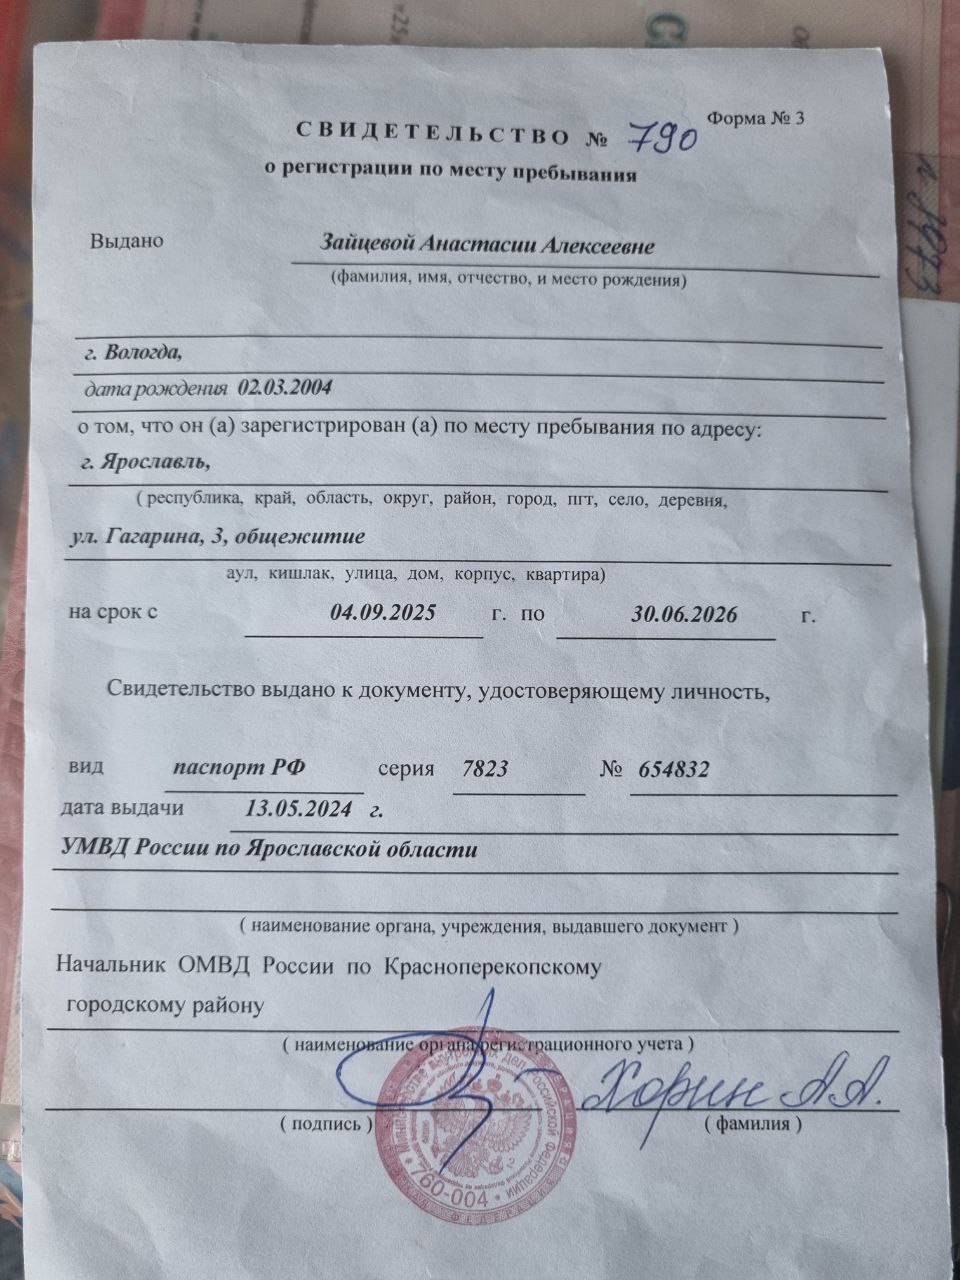 Форма № 3
СВИДЕТЕЛЬСТВО № 790
о регистрации по месту пребывания
Выдано Зайцевой Анастасии Алексеевне
(фамилия, имя, отчество, и место рождения)
г. Вологда,
дата рождения 02.03.2004
о том, что он (а) зарегистрирован (а) по месту пребывания по адресу:
г. Ярославль,
( республика, край, область, округ, район, город, пгт, село, деревня,
ул. Гагарина, 3, общежитие
аул, кишлак, улица, дом, корпус, квартира)
на срок с 04.09.2025 г. по 30.06.2026 г.
Свидетельство выдано к документу, удостоверяющему личность,
вид паспорт РФ серия 7823 № 654832
дата выдачи 13.05.2024 г.
УМВД России по Ярославской области
( наименование органа, учреждения, выдавшего документ )
Начальник ОМВД России по Красноперекопскому
городскому району
( наименование органа регистрационного учета )
Хорин А.А.
( подпись ) ( фамилия )
Министерство внутренних дел Российской Федерации
760-004